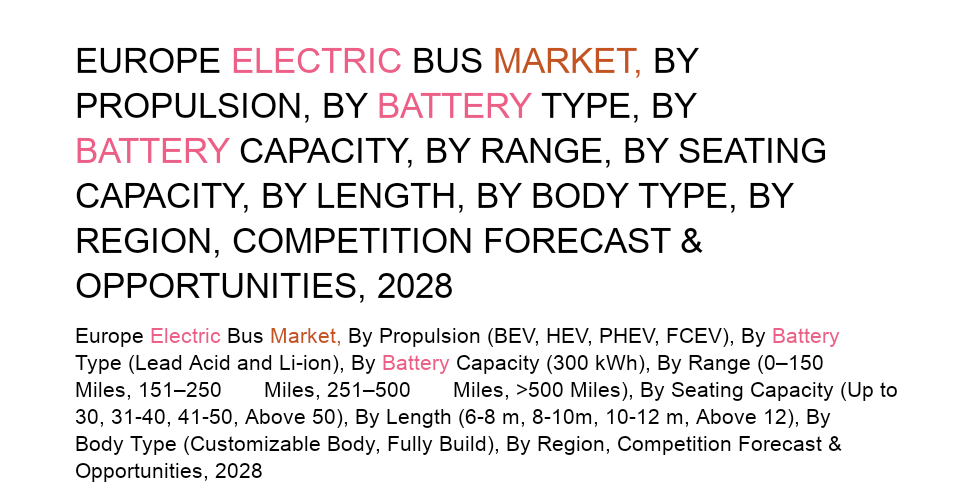 EUROPE ELECTRIC BUS MARKET, BY
PROPULSION, BY BATTERY TYPE, BY
BATTERY CAPACITY, BY RANGE, BY SEATING
CAPACITY, BY LENGTH, BY BODY TYPE, BY
REGION, COMPETITION FORECAST &
OPPORTUNITIES, 2028
Europe Electric Bus Market, By Propulsion (BEV, HEV, PHEV, FCEV), By Battery
Type (Lead Acid and Li-ion), By Battery Capacity (300 kWh), By Range (0–150
Miles, 151–250 Miles, 251–500 Miles, >500 Miles), By Seating Capacity (Up to
30, 31-40, 41-50, Above 50), By Length (6-8 m, 8-10m, 10-12 m, Above 12), By
Body Type (Customizable Body, Fully Build), By Region, Competition Forecast &
Opportunities, 2028